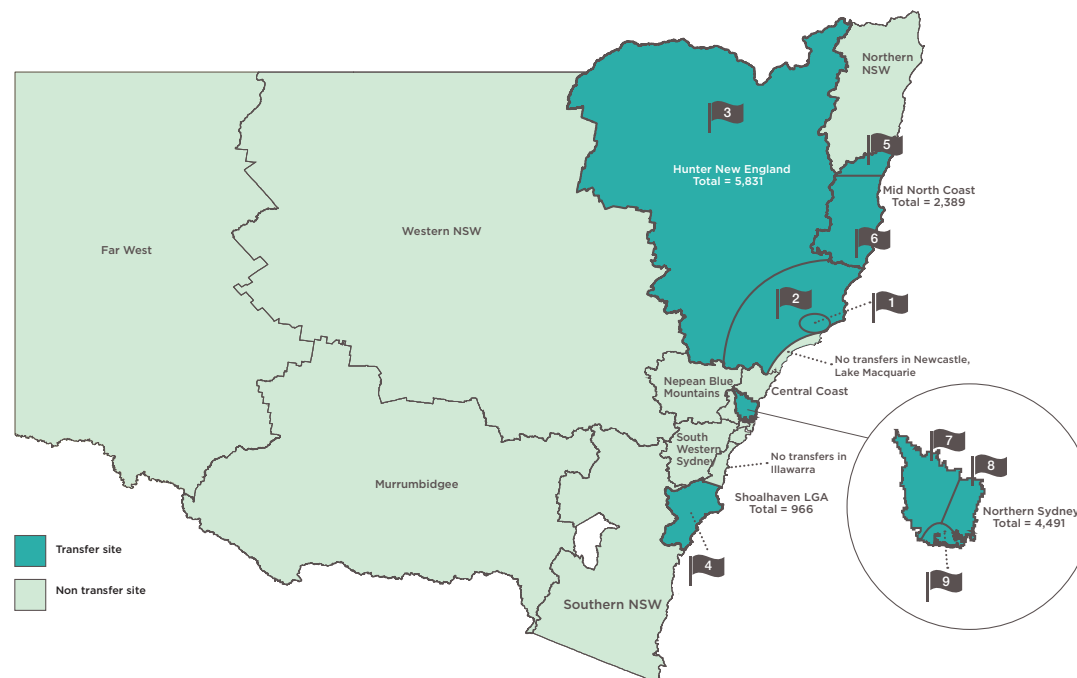 Northern
NSW
3
5
Hunter New England
Total = 5,831
Mid North Coast
Total = 2,389
Western NSW
Far West
6
2
1
No transfers in Newcastle,
Lake Macquarie
Nepean Blue
Mountains
Central Coast
South
Western
Sydney
No transfers in
Illawarra
7
8
Murrumbidgee
Shoalhaven LGA
Total = 966
Northern Sydney
Total = 4,491
Transfer site
4
9
Non transfer site
Southern NSW